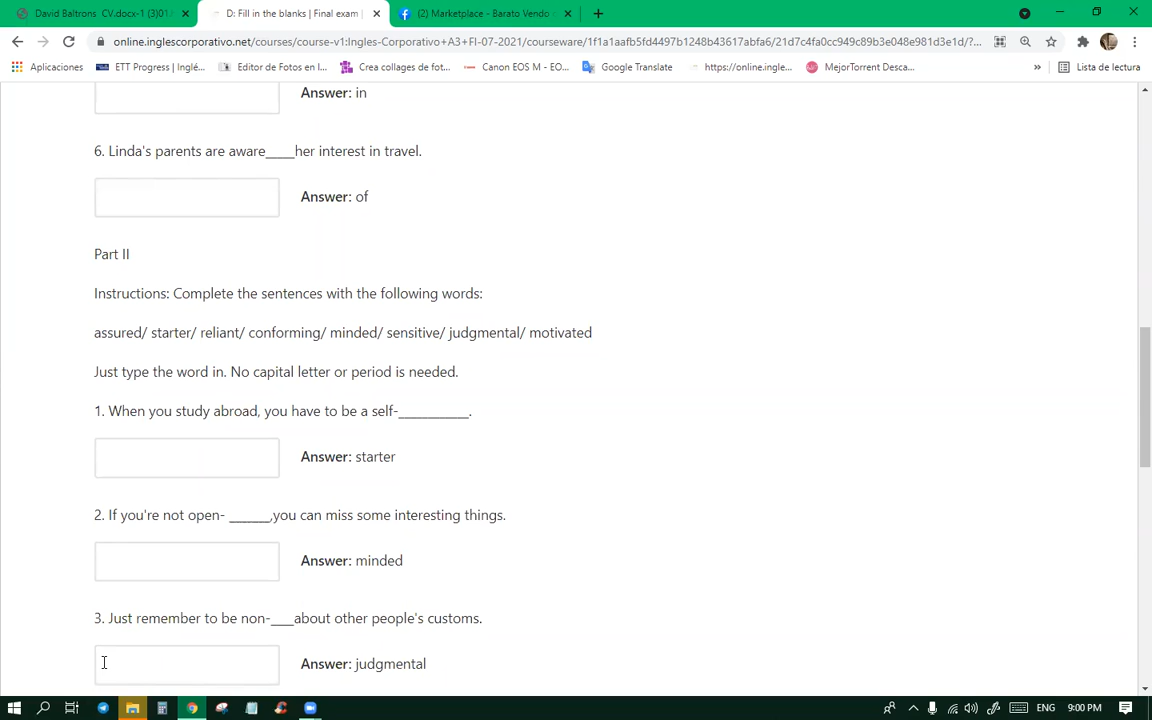 David Baltrons CV.docx-1 (3)01.
D: Fill in the blanks | Final exam |
(2) Marketplace - Barato Vendo
online.inglescorporativo.net/courses/course-v1:Ingles-Corporativo+A3+FI-07-2021/courseware/1f1a1aafb5fd4497b1248b43617abfa6/21d7c4fa0cc949c89b3e048e981d3e1d/?...
Aplicaciones
ETT Progress | Inglé...
Editor de Fotos en l...
Crea collages de fot...
Canon EOS M - EO...
Google Translate
https://online.ingle...
MejorTorrent Desca...
»
Lista de lectura
Answer: in
6. Linda's parents are aware____her interest in travel.
Answer: of
Part II
Instructions: Complete the sentences with the following words:
assured/ starter/ reliant/ conforming/ minded/ sensitive/ judgmental/ motivated
Just type the word in. No capital letter or period is needed.
1. When you study abroad, you have to be a self-__________.
Answer: starter
2. If you're not open- ______,you can miss some interesting things.
Answer: minded
3. Just remember to be non-___about other people's customs.
Answer: judgmental
ENG
9:00 PM